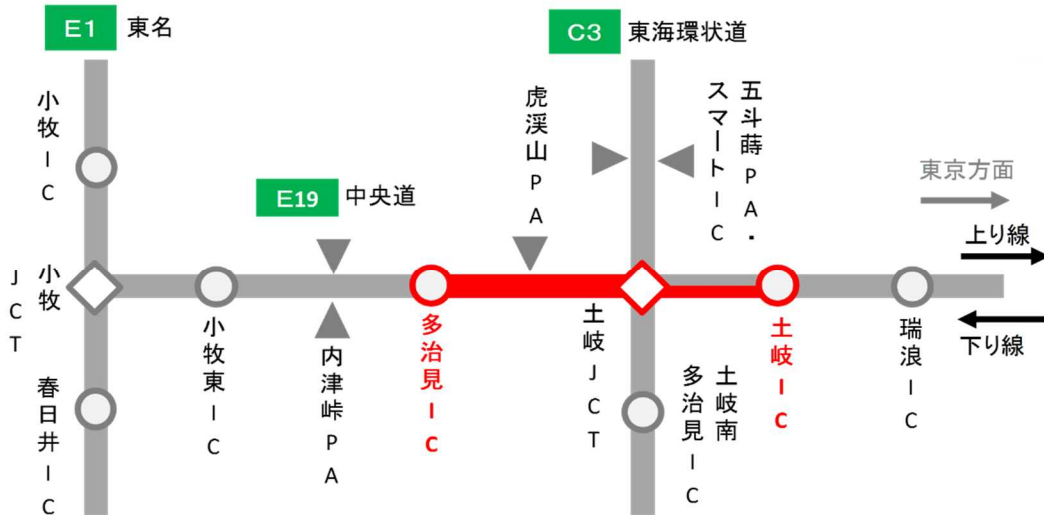 E1 東名
C3 東海環状道
小牧IC
虎渓山PA
五斗蒔PA・
スマートIC
E19 中央道
東京方面
上り線
小牧
JCT
下り線
小牧東IC
内津峠PA
多治見IC
土岐JCT
土岐IC
瑞浪IC
春日井IC
土岐南
多治見IC